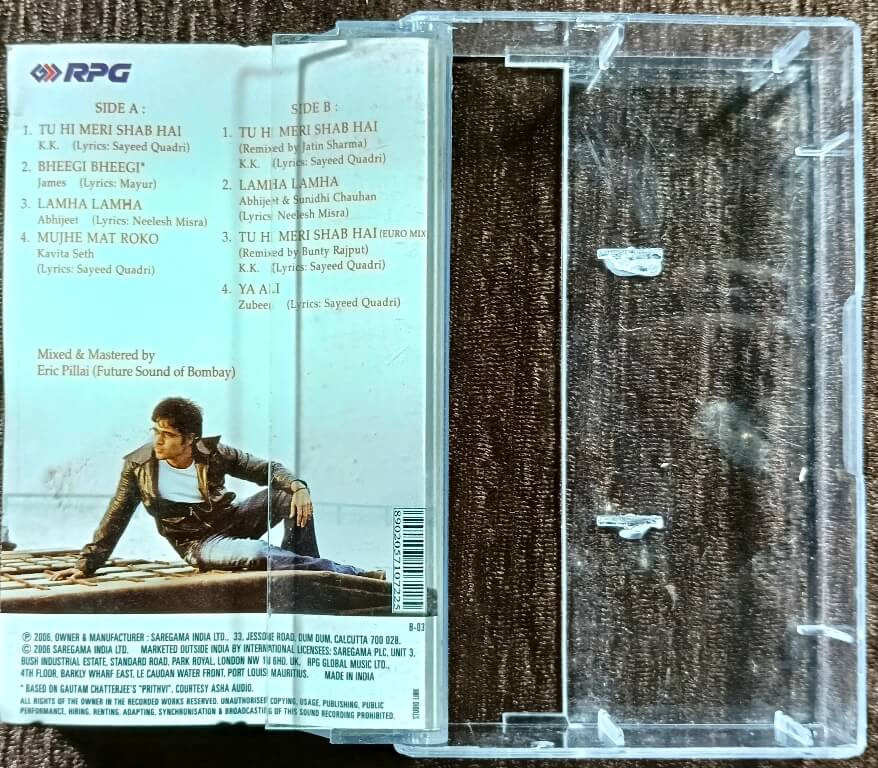 RPG
SIDE A :
1. TU HI MERI SHAB HAI
K.K. (Lyrics: Sayeed Quadri)
2. BHEEGI BHEEGI*
James (Lyrics: Mayur)
3. LAMHA LAMHA
Abhijeet (Lyrics: Neelesh Misra)
4. MUJHE MAT ROKO
Kavita Seth
(Lyrics: Sayeed Quadri)
SIDE B :
1. TU HI MERI SHAB HAI
(Remixed by Jatin Sharma)
K.K. (Lyrics: Sayeed Quadri)
2. LAMHA LAMHA
Abhijeet & Sunidhi Chauhan
(Lyrics: Neelesh Misra)
3. TU HI MERI SHAB HAI (EURO MIX)
(Remixed by Bunty Rajput)
K.K. (Lyrics: Sayeed Quadri)
4. YA ALI
Zubeen (Lyrics: Sayeed Quadri)
Mixed & Mastered by
Eric Pillai (Future Sound of Bombay)
8902057107225
B-03
℗ 2006, OWNER & MANUFACTURER : SAREGAMA INDIA LTD., 33, JESSORE ROAD, DUM DUM, CALCUTTA 700 028.
© 2006 SAREGAMA INDIA LTD. MARKETED OUTSIDE INDIA BY INTERNATIONAL LICENSEES: SAREGAMA PLC, UNIT 3,
BUSH INDUSTRIAL ESTATE, STANDARD ROAD, PARK ROYAL, LONDON NW 10 6HD. UK. RPG GLOBAL MUSIC LTD.,
4TH FLOOR, BARKLY WHARF EAST, LE CAUDAN WATER FRONT, PORT LOUIS MAURITIUS. MADE IN INDIA
* BASED ON GAUTAM CHATTERJEE'S "PRITHVI". COURTESY ASHA AUDIO.
ALL RIGHTS OF THE OWNER IN THE RECORDED WORKS RESERVED. UNAUTHORISED COPYING, USAGE, PUBLISHING, PUBLIC
PERFORMANCE, HIRING, RENTING, ADAPTING, SYNCHRONISATION & BROADCASTING OF THIS SOUND RECORDING PROHIBITED.
STUDIO LINK